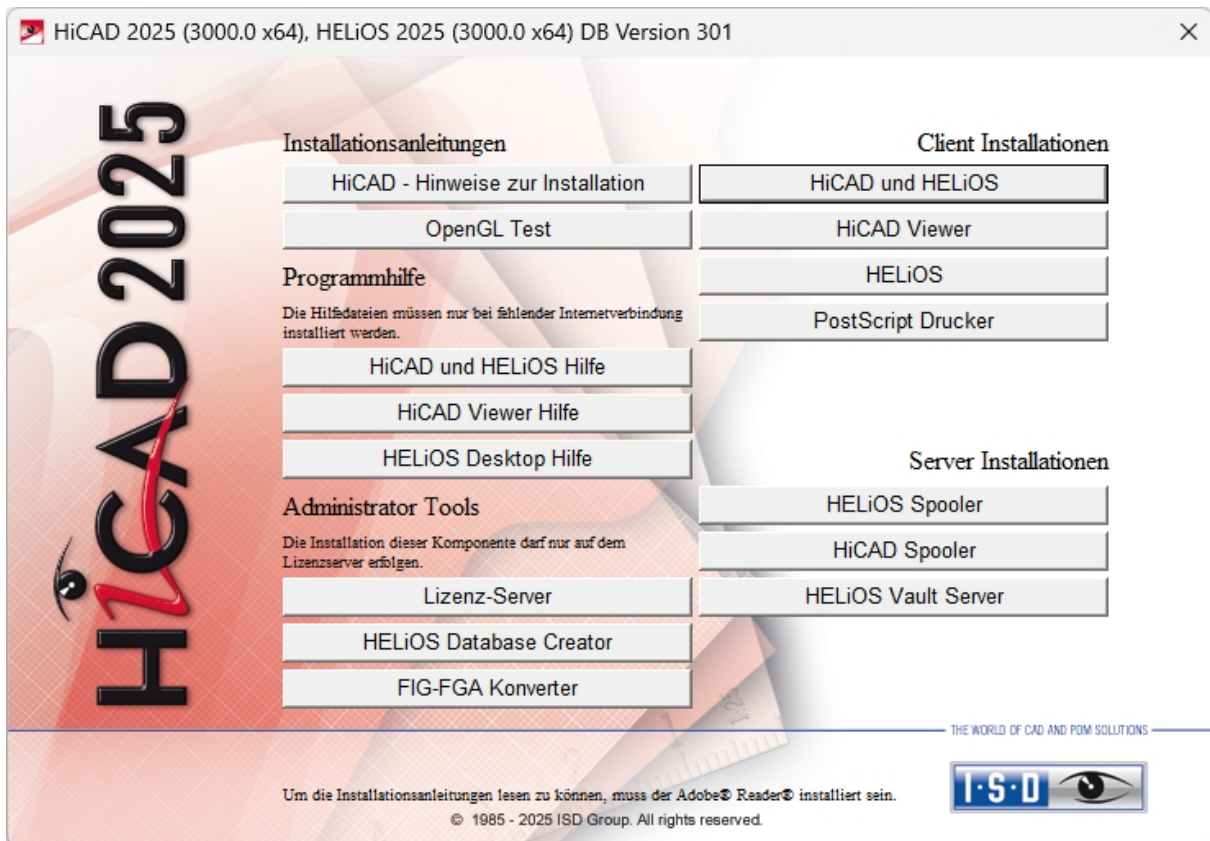 HiCAD 2025 (3000.0 x64), HELiOS 2025 (3000.0 x64) DB Version 301
HiCAD 2025
Installationsanleitungen
HiCAD - Hinweise zur Installation
OpenGL Test
Programmhilfe
Die Hilfedateien müssen nur bei fehlender Internetverbindung
installiert werden.
HiCAD und HELiOS Hilfe
HiCAD Viewer Hilfe
HELiOS Desktop Hilfe
Administrator Tools
Die Installation dieser Komponente darf nur auf dem
Lizenzserver erfolgen.
Lizenz-Server
HELiOS Database Creator
FIG-FGA Konverter
Client Installationen
HiCAD und HELiOS
HiCAD Viewer
HELiOS
PostScript Drucker
Server Installationen
HELiOS Spooler
HiCAD Spooler
HELiOS Vault Server
1:25
1
THE WORLD OF CAD AND PDM SOLUTIONS
I·S·D
Um die Installationsanleitungen lesen zu können, muss der Adobe® Reader® installiert sein.
© 1985 - 2025 ISD Group. All rights reserved.